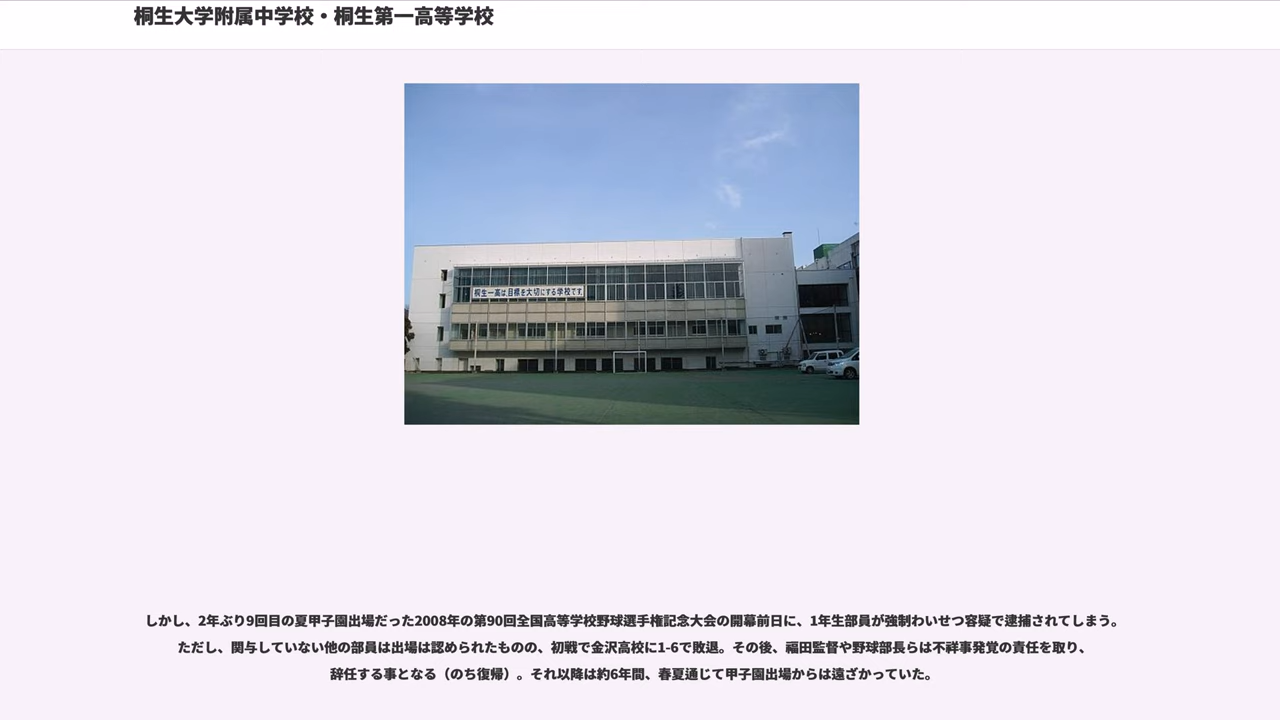 桐生大学附属中学校・桐生第一高等学校
桐生一高は目標を大切にする学校です
しかし、2年ぶり9回目の夏甲子園出場だった2008年の第90回全国高等学校野球選手権記念大会の開幕前日に、1年生部員が強制わいせつ容疑で逮捕されてしまう。
ただし、関与していない他の部員は出場は認められたものの、初戦で金沢高校に1-6で敗退。その後、福田監督や野球部長らは不祥事発覚の責任を取り、
辞任する事となる（のち復帰）。それ以降は約6年間、春夏通じて甲子園出場からは遠ざかっていた。